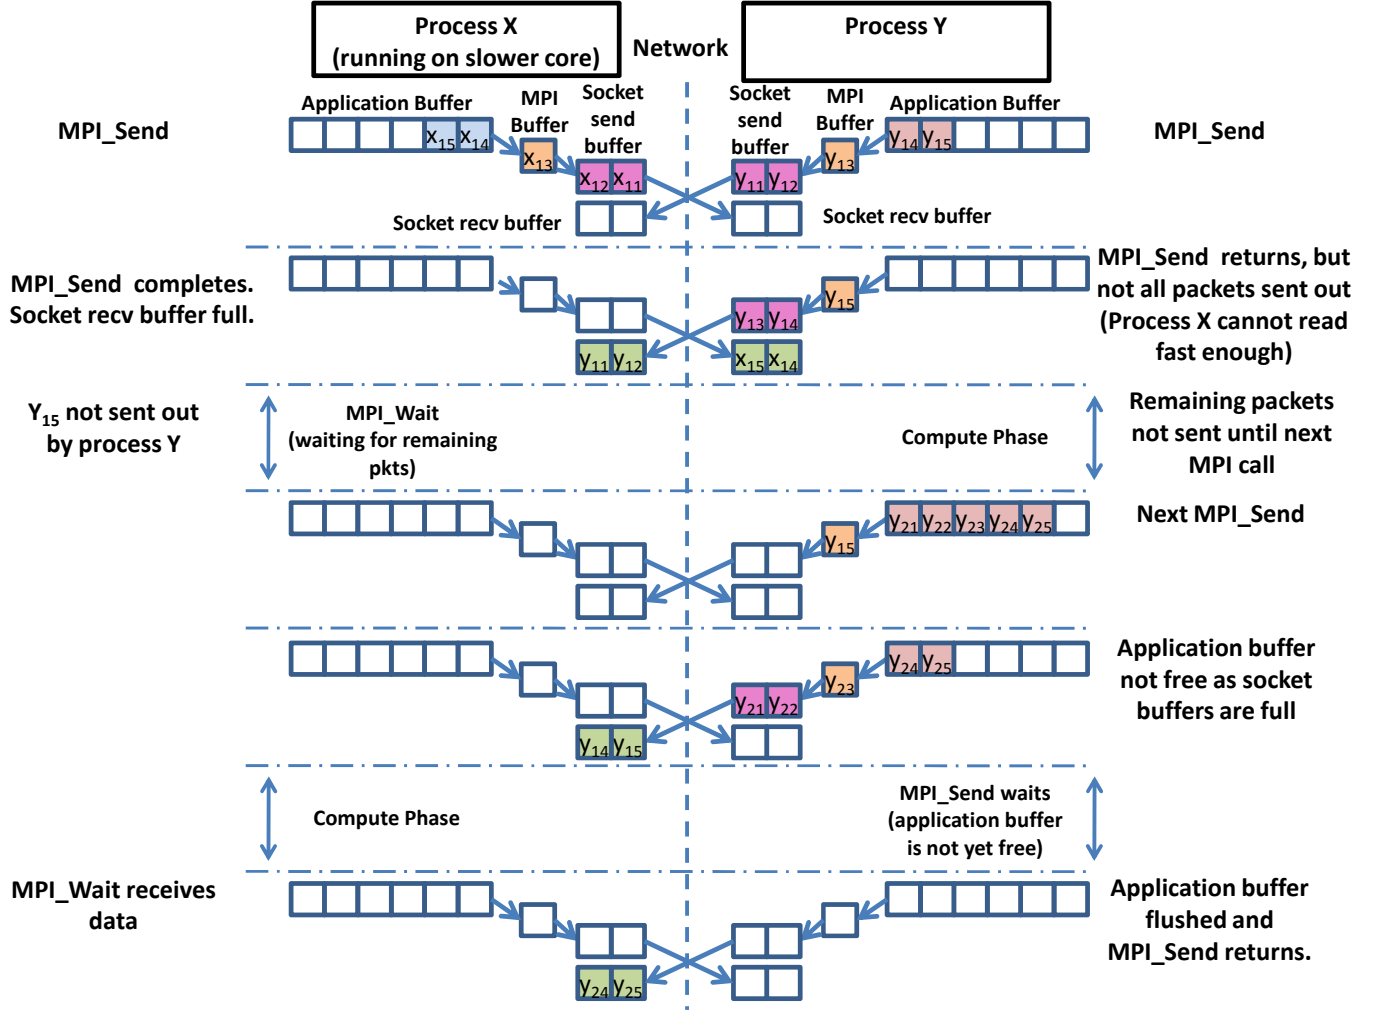 Process X
(running on slower core)
Network
Process Y
Application Buffer
MPI
Buffer
Socket
send
buffer
Socket
send
buffer
MPI
Buffer
Application Buffer
MPI_Send
x15 x14
x13
x12 x11
y11 y12
y13
y14 y15
MPI_Send
Socket recv buffer
Socket recv buffer
MPI_Send completes.
Socket recv buffer full.
y13 y14
y15
y11 y12
x15 x14
MPI_Send returns, but
not all packets sent out
(Process X cannot read
fast enough)
Y15 not sent out
by process Y
MPI_Wait
(waiting for remaining
pkts)
Compute Phase
Remaining packets
not sent until next
MPI call
y15
y21 y22 y23 y24 y25
Next MPI_Send
y21 y22
y23
y24 y25
y14 y15
Application buffer
not free as socket
buffers are full
Compute Phase
MPI_Send waits
(application buffer
is not yet free)
MPI_Wait receives
data
y24 y25
Application buffer
flushed and
MPI_Send returns.